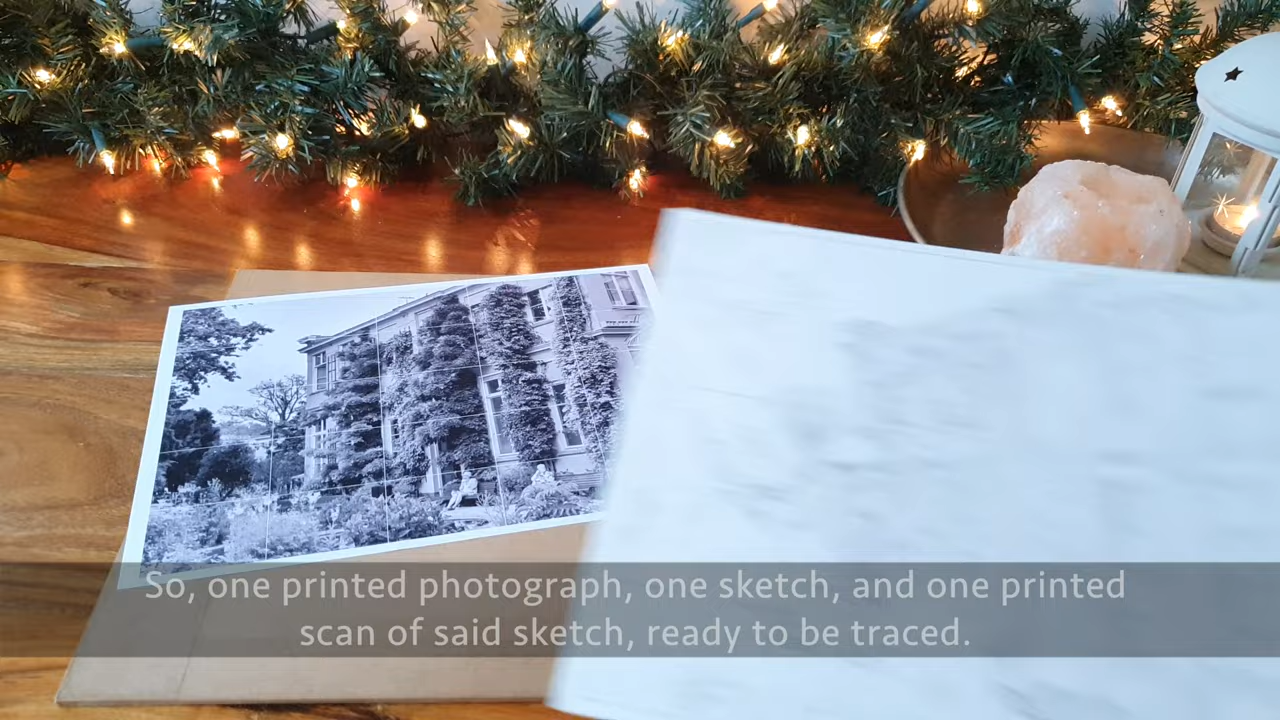 So, one printed photograph, one sketch, and one printed
scan of said sketch, ready to be traced.